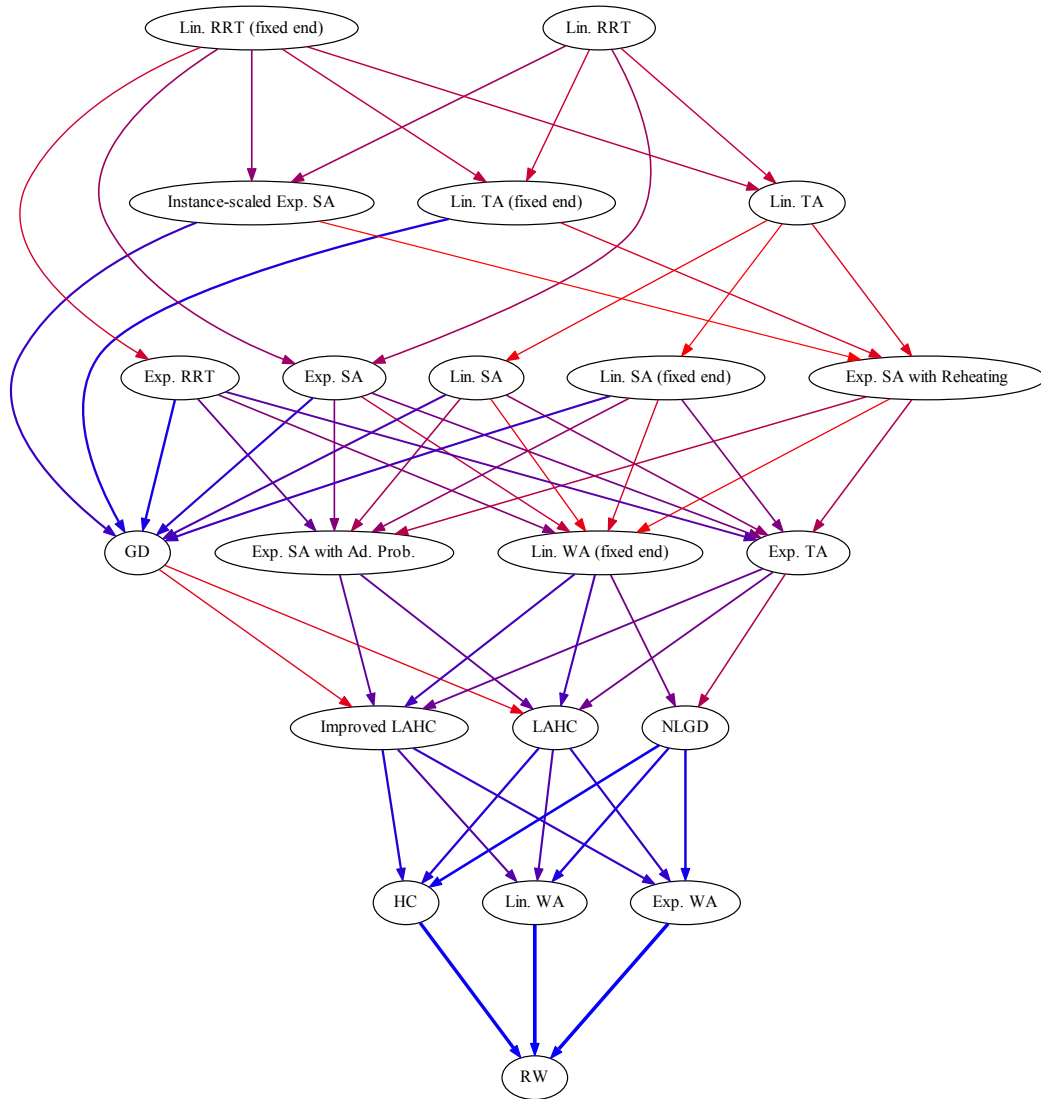 Lin. RRT (fixed end)
Lin. RRT
Instance-scaled Exp. SA
Lin. TA (fixed end)
Lin. TA
Exp. RRT
Exp. SA
Lin. SA
Lin. SA (fixed end)
Exp. SA with Reheating
GD
Exp. SA with Ad. Prob.
Lin. WA (fixed end)
Exp. TA
Improved LAHC
LAHC
NLGD
HC
Lin. WA
Exp. WA
RW